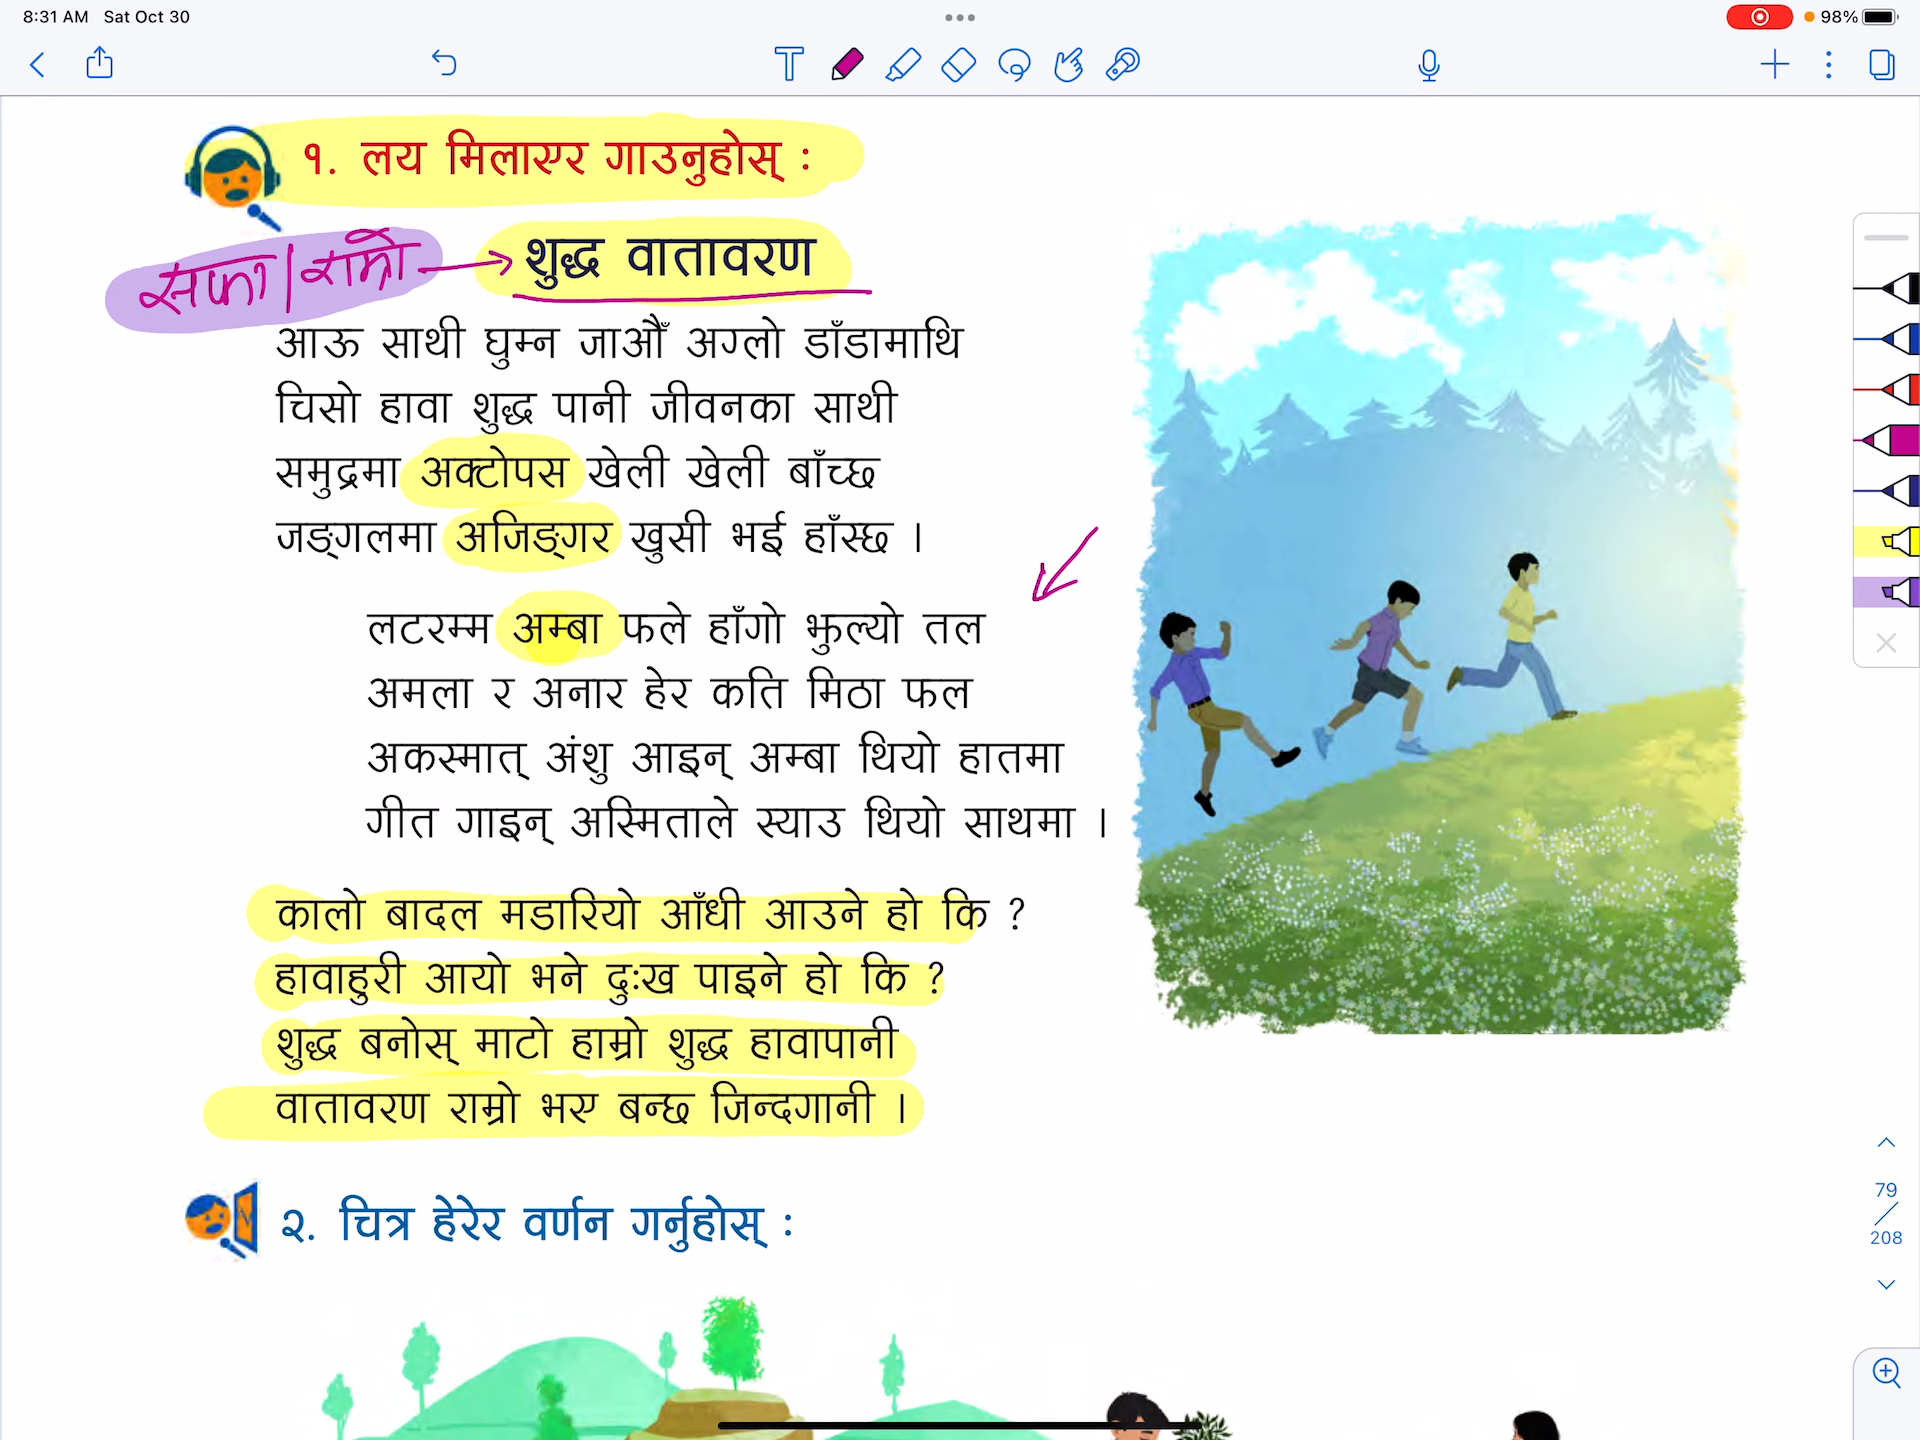 8:31 AM Sat Oct 30
98%
१. लय मिलाएर गाउनुहोस् :
सफा / राम्रो → शुद्ध वातावरण
आऊ साथी घुम्न जाऔँ अग्लो डाँडामाथि
चिसो हावा शुद्ध पानी जीवनका साथी
समुद्रमा अक्टोपस खेली खेली बाँच्छ
जङ्गलमा अजिङ्गर खुसी भई हाँस्छ ।
लटरम्म अम्बा फले हाँगो झुल्यो तल
अमला र अनार हेर कति मिठा फल
अकस्मात् अंशु आइन् अम्बा थियो हातमा
गीत गाइन् अस्मिताले स्याउ थियो साथमा ।
कालो बादल मडारियो आँधी आउने हो कि ?
हावाहुरी आयो भने दुःख पाइने हो कि ?
शुद्ध बनोस् माटो हाम्रो शुद्ध हावापानी
वातावरण राम्रो भए बन्छ जिन्दगानी ।
२. चित्र हेरेर वर्णन गर्नुहोस् :
79
/
208